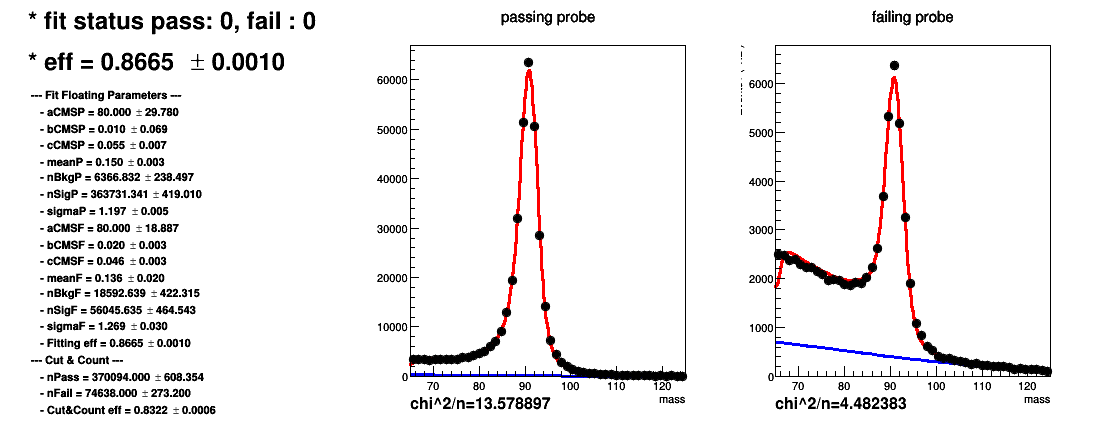 * fit status pass: 0, fail : 0
* eff = 0.8665 ± 0.0010
--- Fit Floating Parameters ---
- aCMSP = 80.000 ± 29.780
- bCMSP = 0.010 ± 0.069
- cCMSP = 0.055 ± 0.007
- meanP = 0.150 ± 0.003
- nBkgP = 6366.832 ± 238.497
- nSigP = 363731.341 ± 419.010
- sigmaP = 1.197 ± 0.005
- aCMSF = 80.000 ± 18.887
- bCMSF = 0.020 ± 0.003
- cCMSF = 0.046 ± 0.003
- meanF = 0.136 ± 0.020
- nBkgF = 18592.639 ± 422.315
- nSigF = 56045.635 ± 464.543
- sigmaF = 1.269 ± 0.030
- Fitting eff = 0.8665 ± 0.0010
--- Cut & Count ---
- nPass = 370094.000 ± 608.354
- nFail = 74638.000 ± 273.200
- Cut&Count eff = 0.8322 ± 0.0006
passing probe
60000
50000
40000
30000
20000
10000
0
70 80 90 100 110 120
mass
chi^2/n=13.578897
failing probe
6000
5000
4000
3000
2000
1000
0
70 80 90 100 110 120
mass
chi^2/n=4.482383